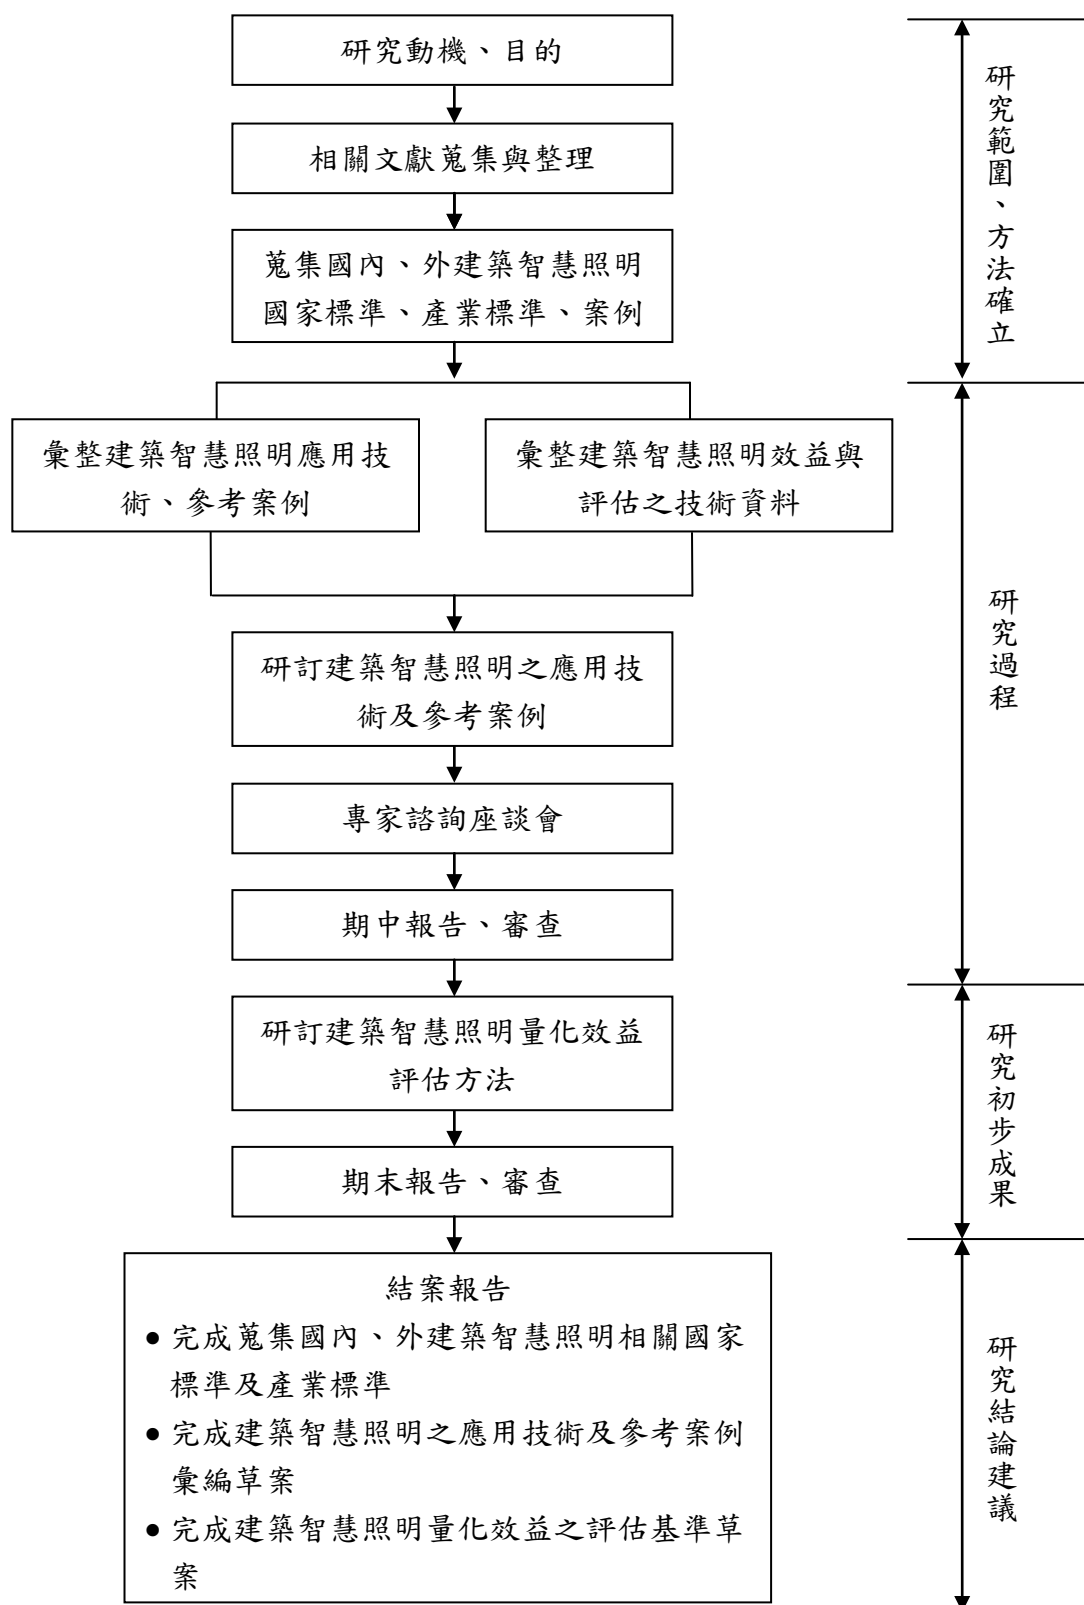 研究動機、目的
相關文獻蒐集與整理
蒐集國內、外建築智慧照明
國家標準、產業標準、案例
研究範圍、方法確立
彙整建築智慧照明應用技
術、參考案例
彙整建築智慧照明效益與
評估之技術資料
研訂建築智慧照明之應用技
術及參考案例
專家諮詢座談會
期中報告、審查
研究過程
研訂建築智慧照明量化效益
評估方法
期末報告、審查
研究初步成果
結案報告
● 完成蒐集國內、外建築智慧照明相關國家
標準及產業標準
● 完成建築智慧照明之應用技術及參考案例
彙編草案
● 完成建築智慧照明量化效益之評估基準草
案
研究結論建議